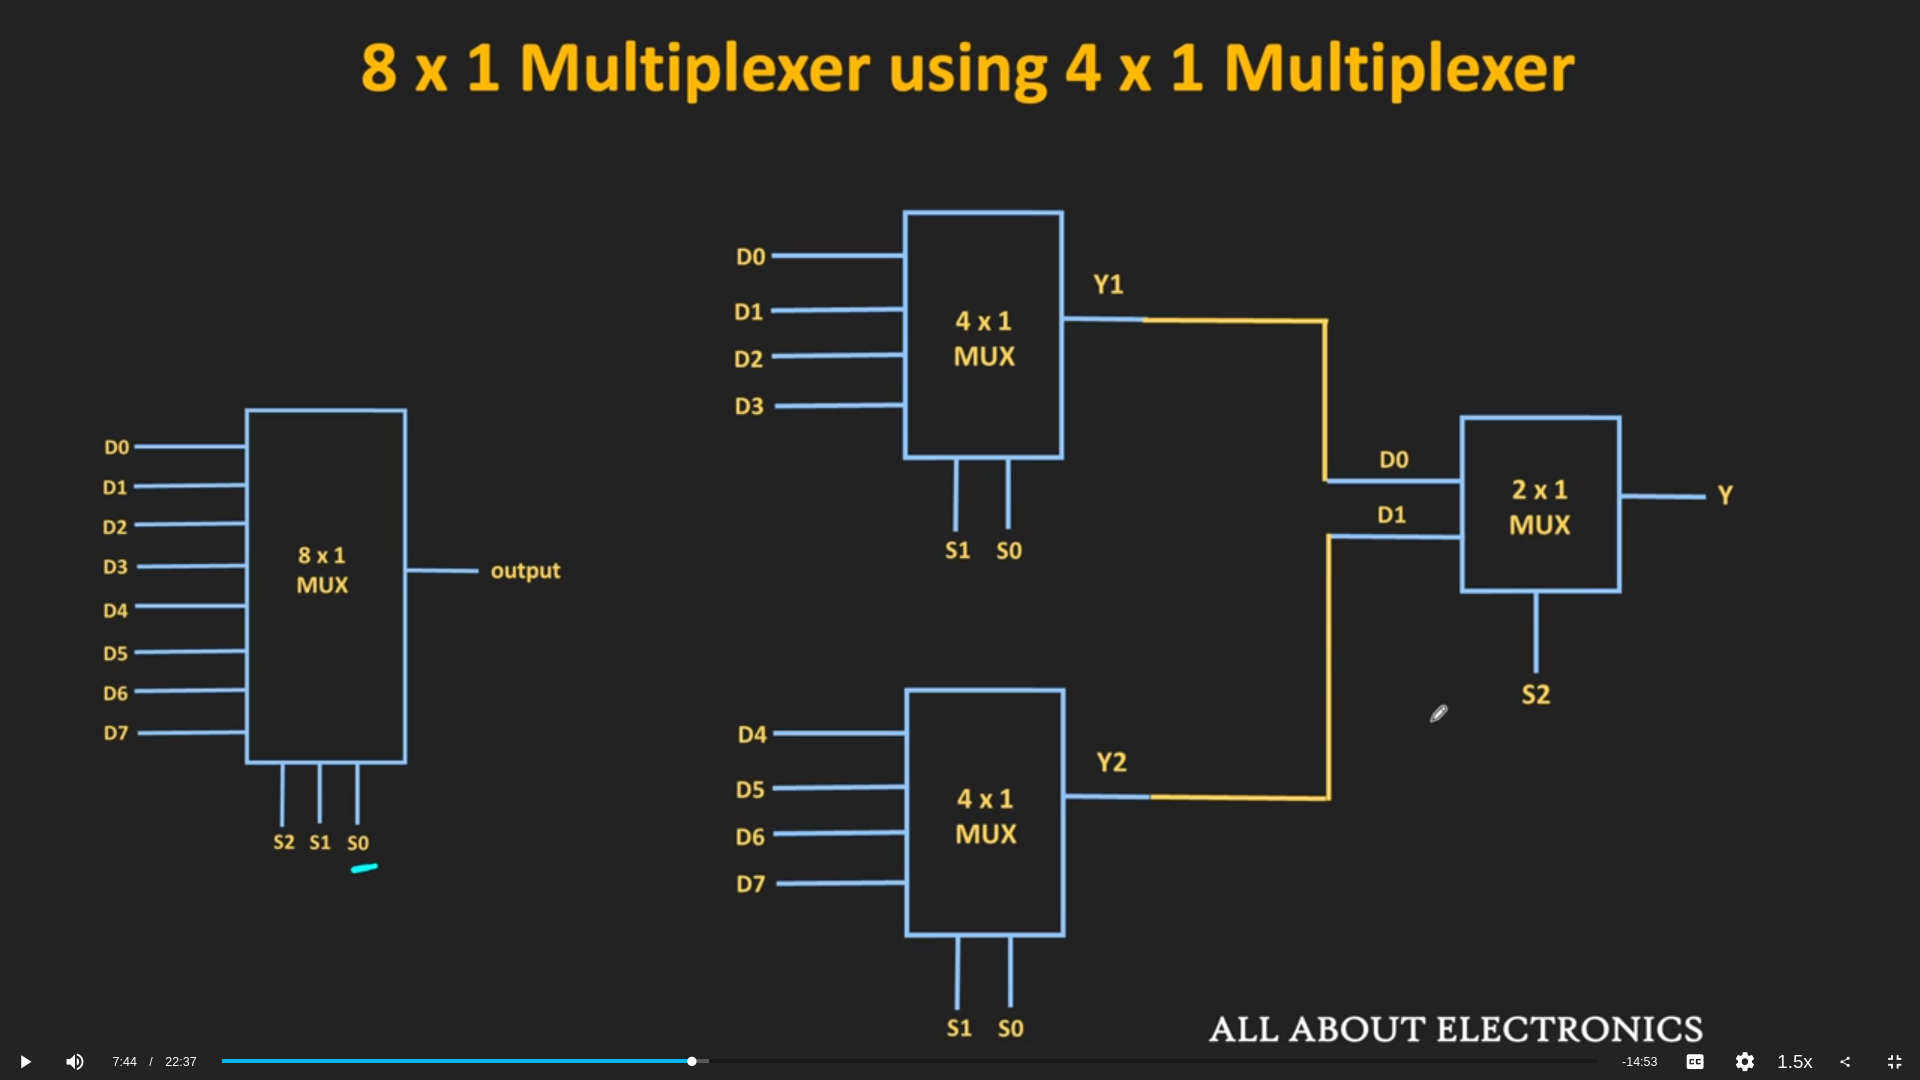 8 x 1 Multiplexer using 4 x 1 Multiplexer
D0
D1
D2
D3
D4
D5
D6
D7
8 x 1
MUX
output
S2 S1 S0
D0
D1
D2
D3
4 x 1
MUX
Y1
S1 S0
D4
D5
D6
D7
4 x 1
MUX
Y2
S1 S0
D0
D1
2 x 1
MUX
Y
S2
ALL ABOUT ELECTRONICS
7:44 / 22:37
-14:53
CC
1.5x